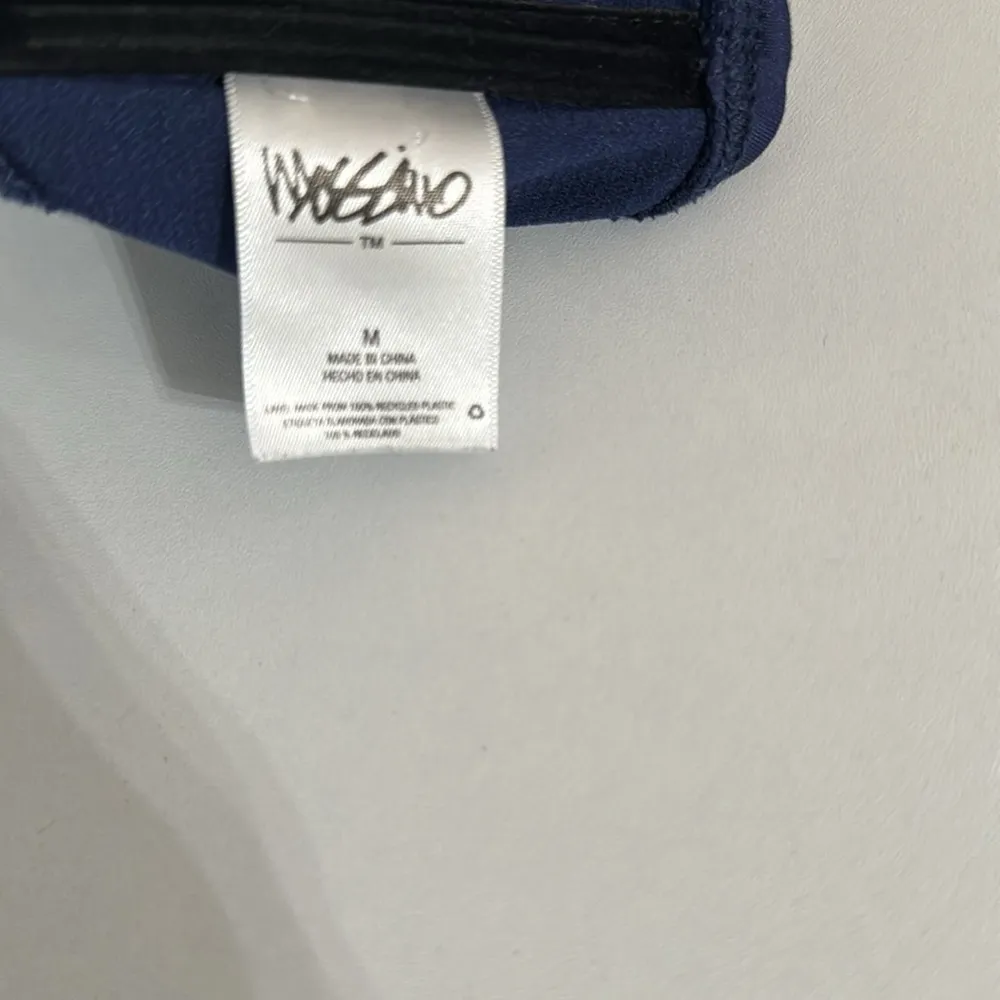 MOSSIMO
TM
M
MADE IN CHINA
HECHO EN CHINA
LABEL MADE FROM 100% RECYCLED PLASTIC
ETIQUETA ELABORADA CON PLASTICO
100% RECICLADO